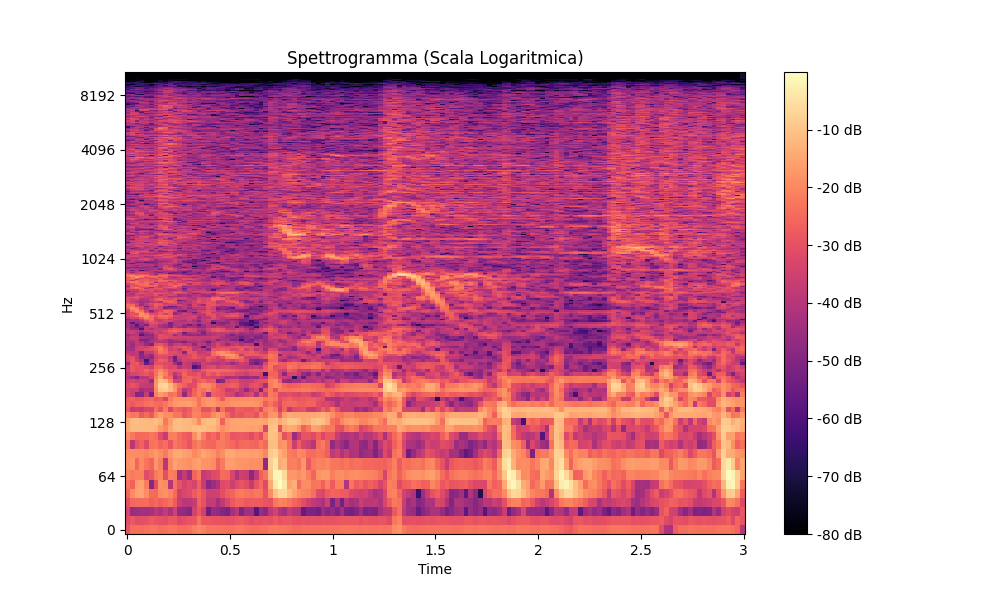 Spettrogramma (Scala Logaritmica)
8192
4096
2048
1024
512
256
128
64
0
Hz
0
0.5
1
1.5
2
2.5
3
Time
-10 dB
-20 dB
-30 dB
-40 dB
-50 dB
-60 dB
-70 dB
-80 dB